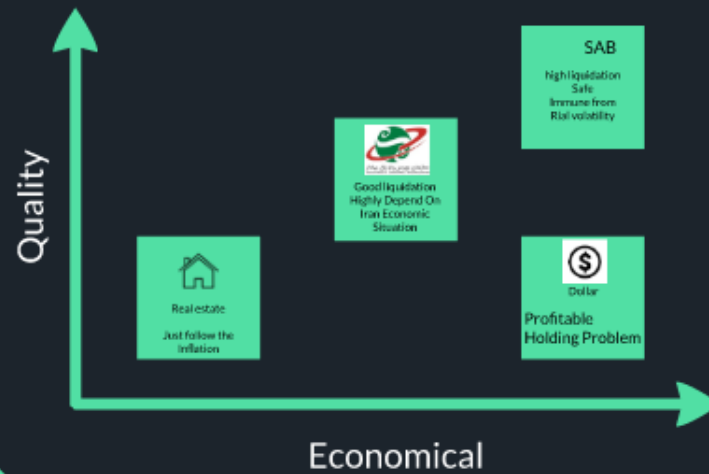 Quality
SAB
high liquidation
Safe
Immune from
Rial volatility
Good liquidation
Highly Depend On
Iran Economic
Situation
Real estate
Just follow the
Inflation
$
Dollar
Profitable
Holding Problem
Economical